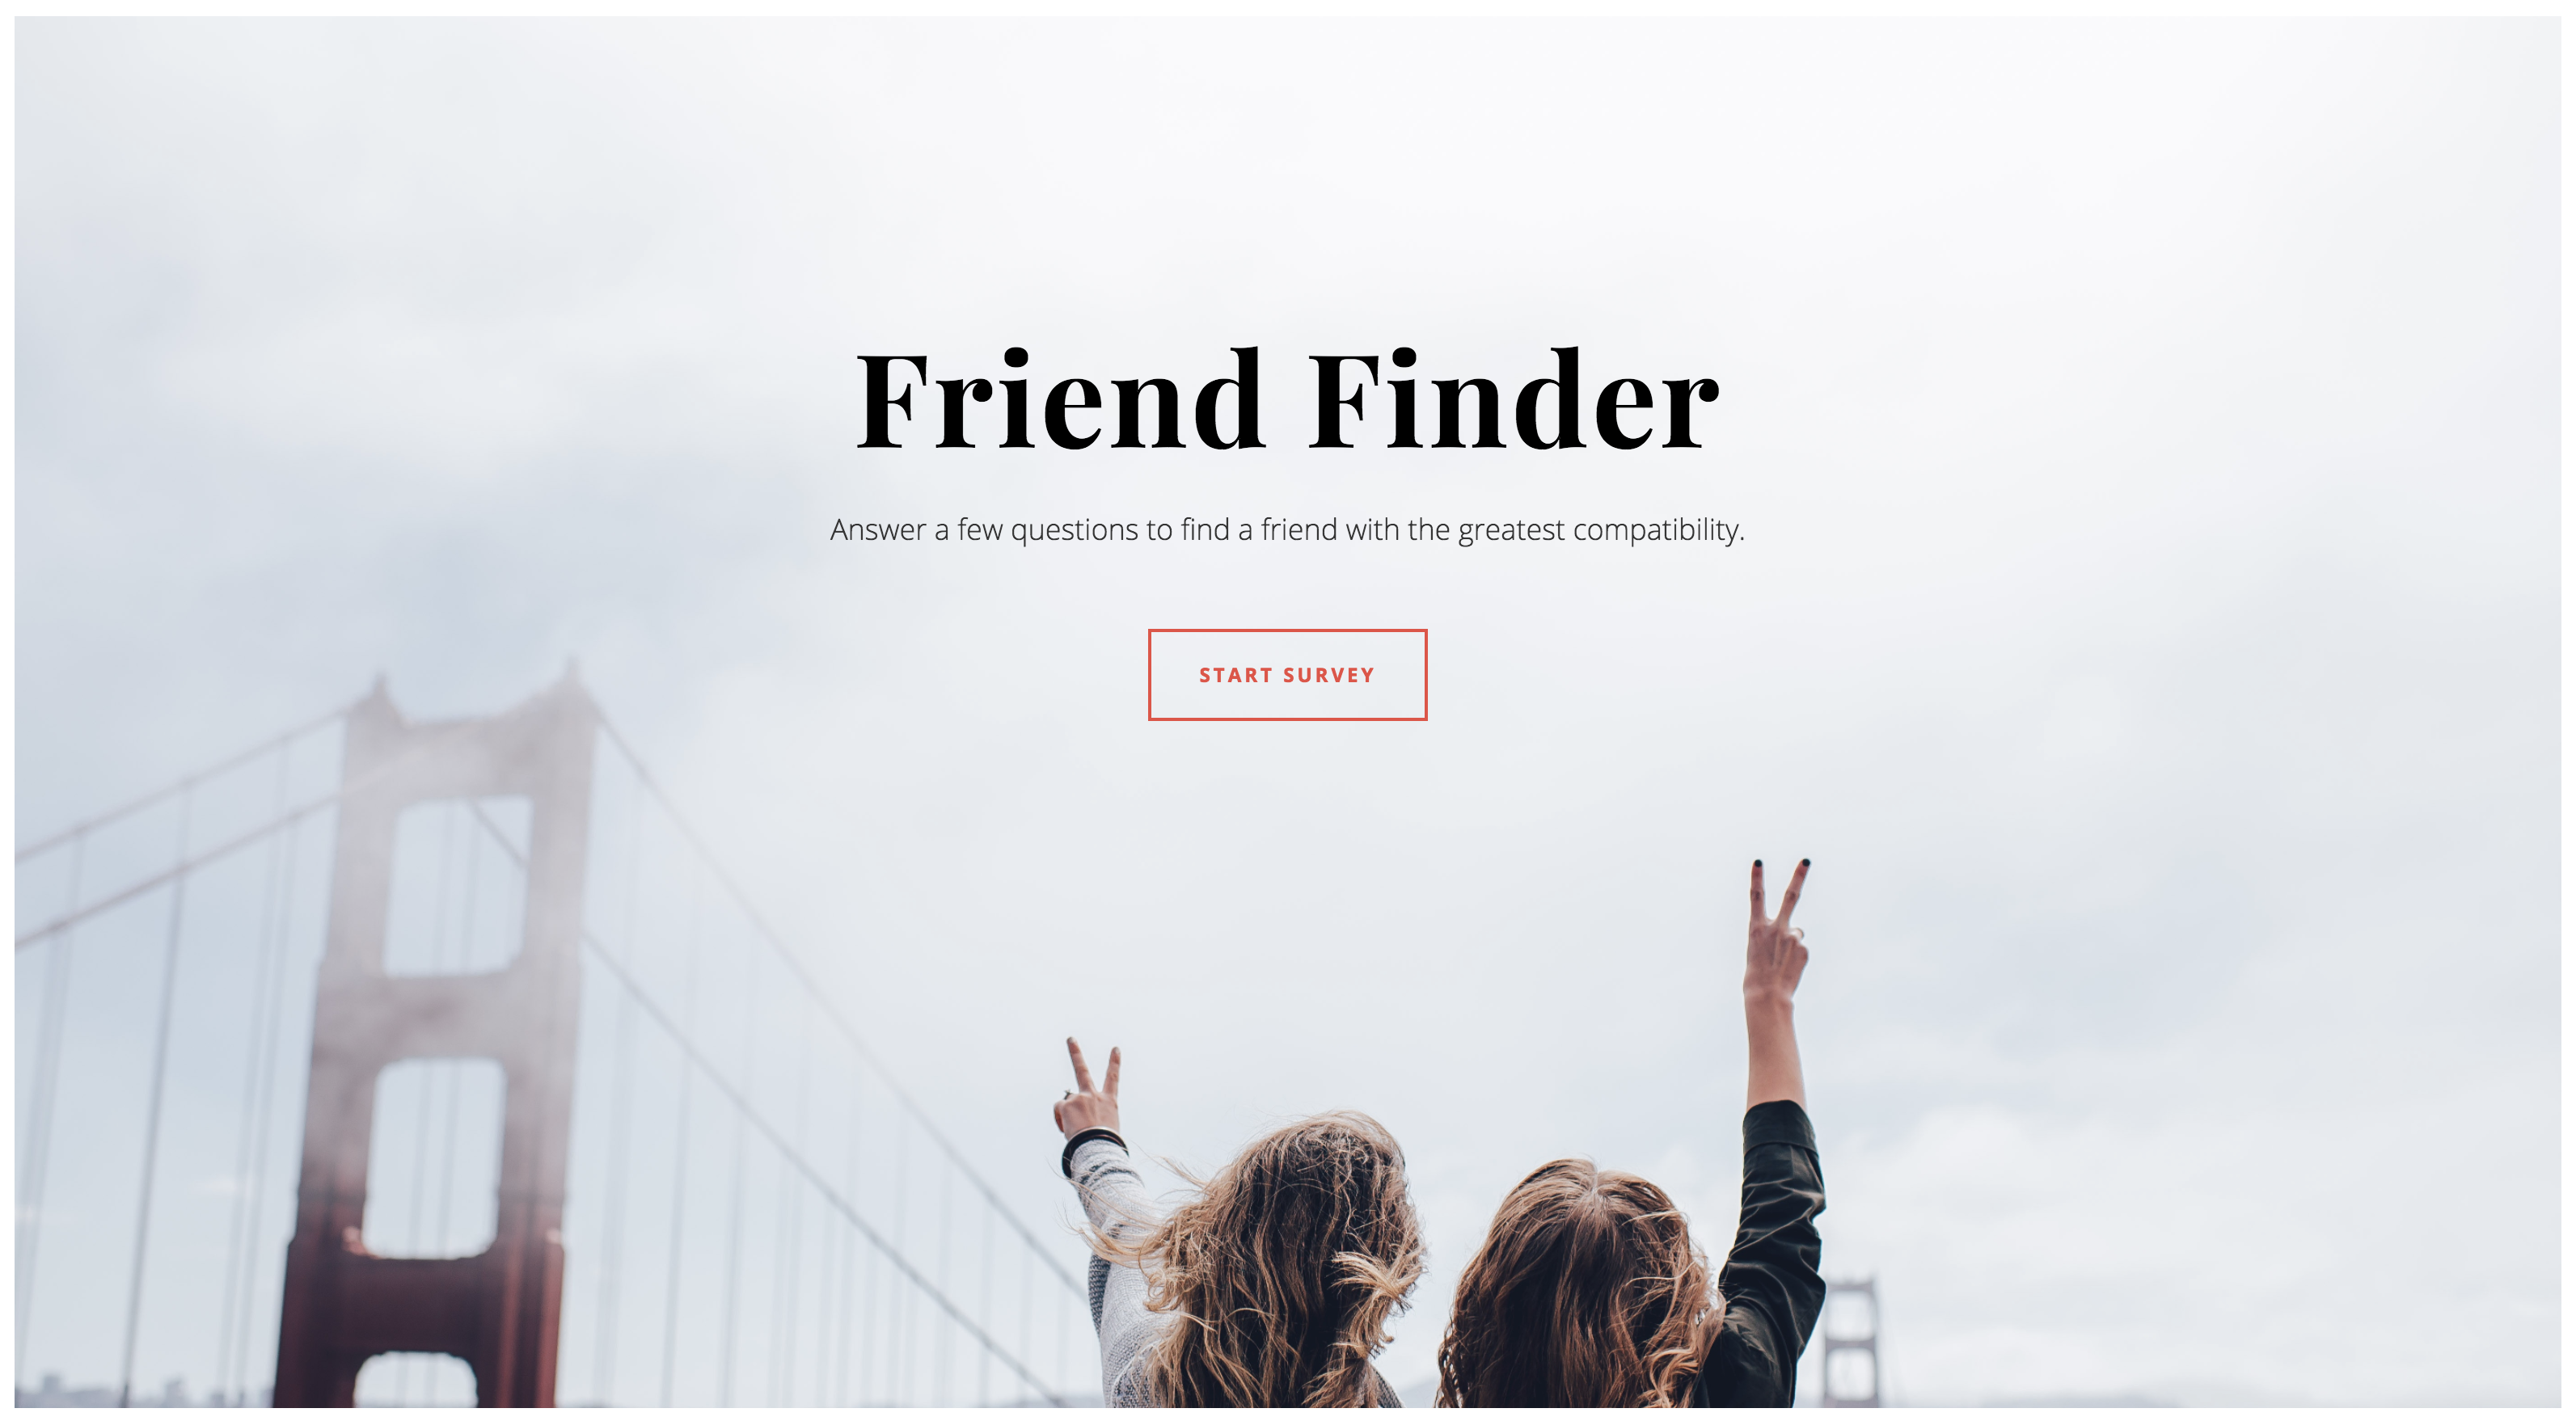 Friend Finder
Answer a few questions to find a friend with the greatest compatibility.
START SURVEY